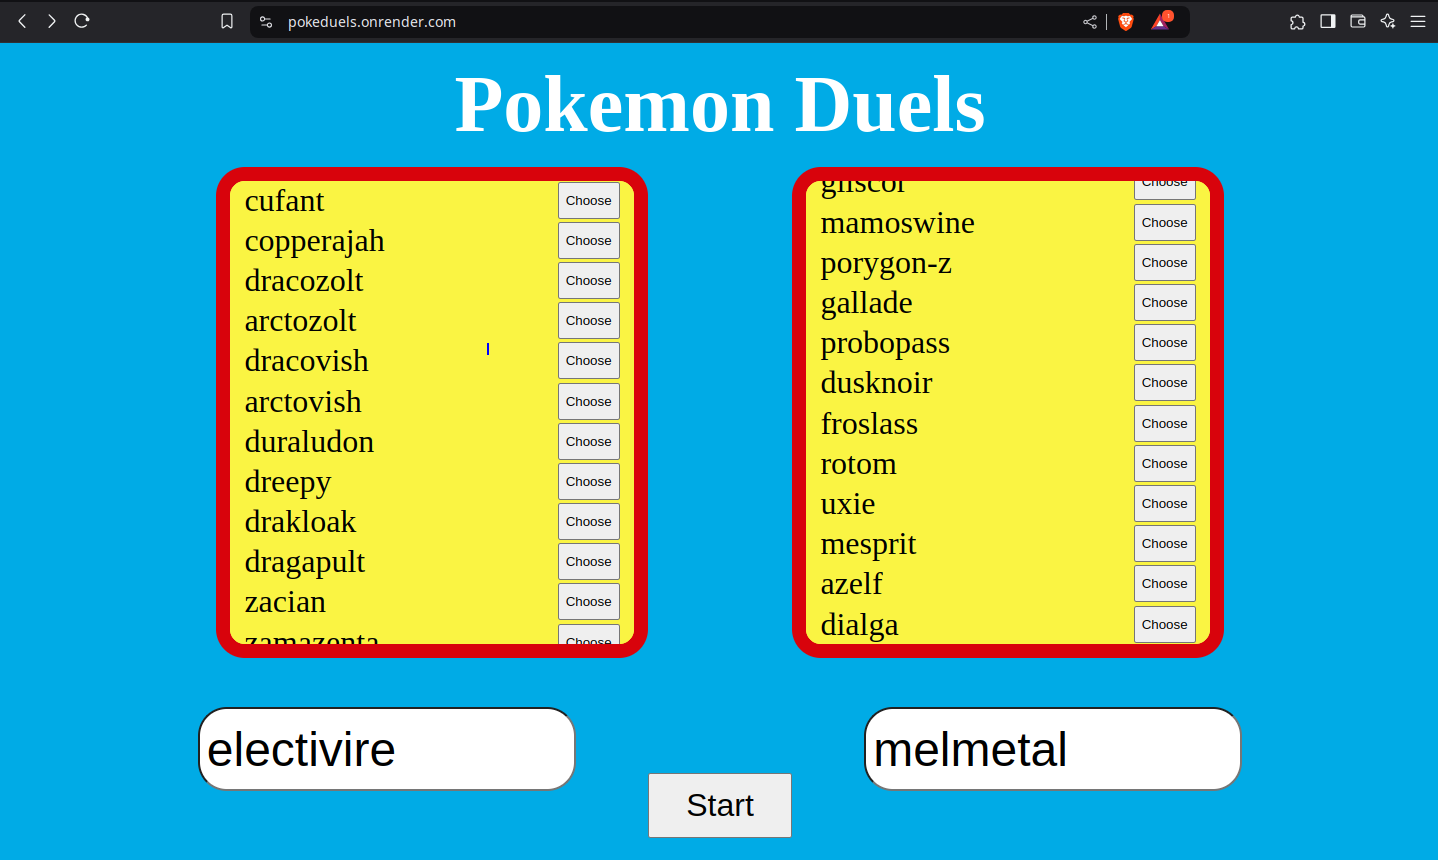 pokeduels.onrender.com
Pokemon Duels
cufant Choose
copperajah Choose
dracozolt Choose
arctozolt Choose
dracovish Choose
arctovish Choose
duraludon Choose
dreepy Choose
drakloak Choose
dragapult Choose
zacian Choose
zamazenta Choose
gliscor Choose
mamoswine Choose
porygon-z Choose
gallade Choose
probopass Choose
dusknoir Choose
froslass Choose
rotom Choose
uxie Choose
mesprit Choose
azelf Choose
dialga Choose
electivire
melmetal
Start